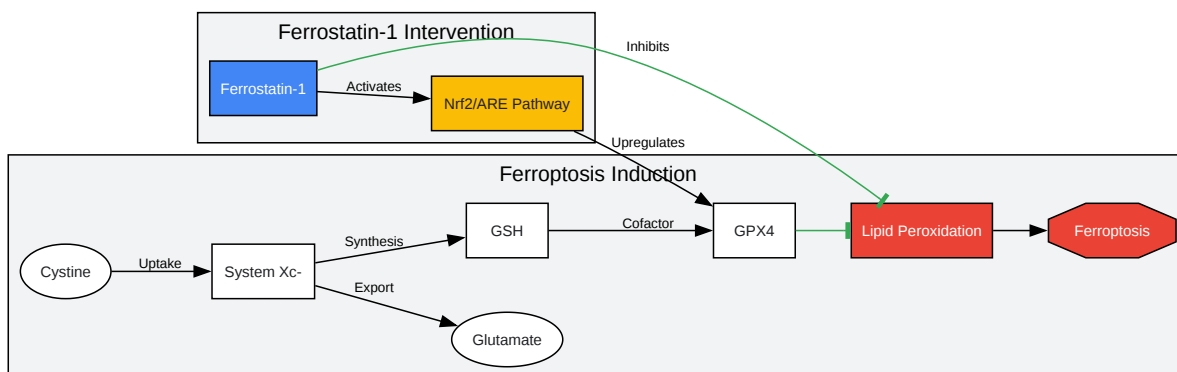 Ferrostatin-1 Intervention
Inhibits
Ferrostatin-1
Activates
Nrf2/ARE Pathway
Upregulates
Ferroptosis Induction
GSH
Cofactor
GPX4
Lipid Peroxidation
Ferroptosis
Synthesis
Cystine
Uptake
System Xc-
Export
Glutamate